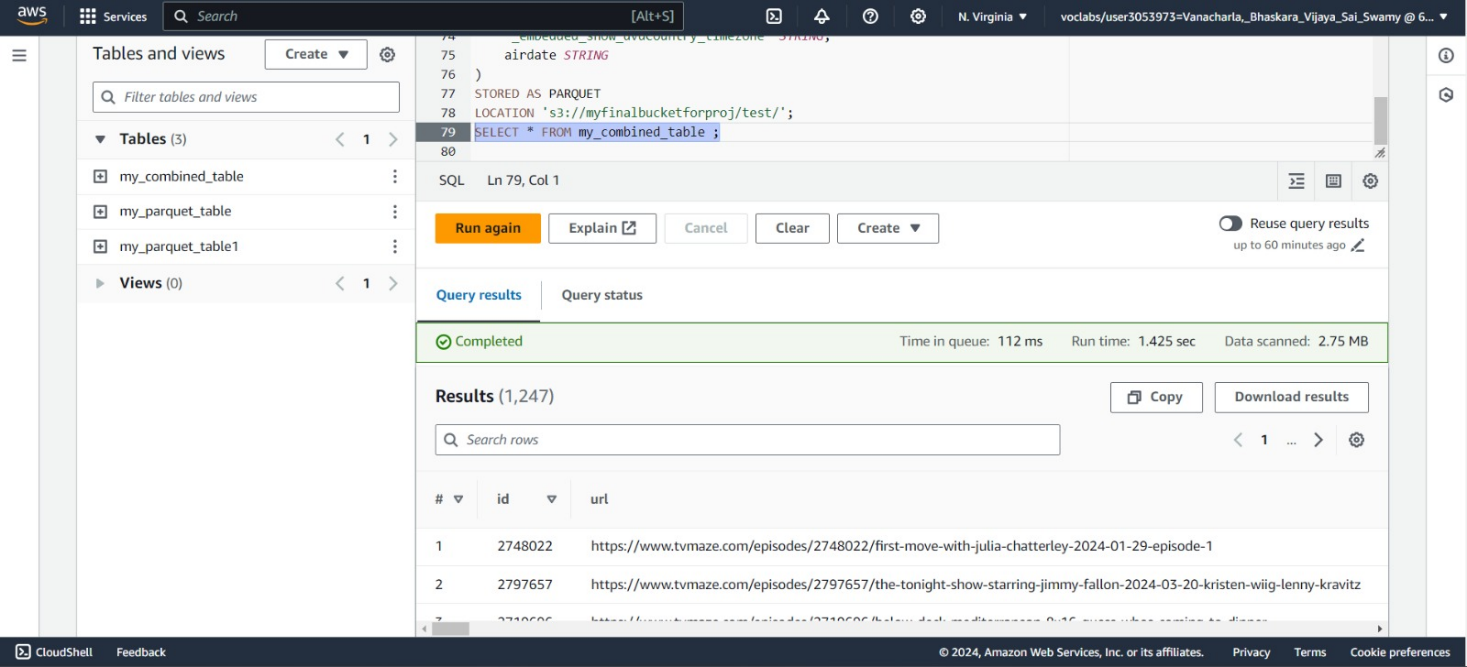 aws Services Search [Alt+S] N. Virginia ▼ voclabs/user3053973=Vanacharla,_Bhaskara_Vijaya_Sai_Swamy @ 6... ▼
Tables and views Create ▼
Filter tables and views
▼ Tables (3) < 1 >
my_combined_table
my_parquet_table
my_parquet_table1
▶ Views (0) < 1 >
74 _embedded_show_dvdcountry_timezone STRING,
75 airdate STRING
76 )
77 STORED AS PARQUET
78 LOCATION 's3://myfinalbucketforproj/test/';
79 SELECT * FROM my_combined_table ;
80
SQL Ln 79, Col 1
Run again Explain Cancel Clear Create ▼ Reuse query results
up to 60 minutes ago
Query results Query status
Completed Time in queue: 112 ms Run time: 1.425 sec Data scanned: 2.75 MB
Results (1,247) Copy Download results
Search rows < 1 ... >
# id url
1 2748022 https://www.tvmaze.com/episodes/2748022/first-move-with-julia-chatterley-2024-01-29-episode-1
2 2797657 https://www.tvmaze.com/episodes/2797657/the-tonight-show-starring-jimmy-fallon-2024-03-20-kristen-wiig-lenny-kravitz
CloudShell Feedback © 2024, Amazon Web Services, Inc. or its affiliates. Privacy Terms Cookie preferences